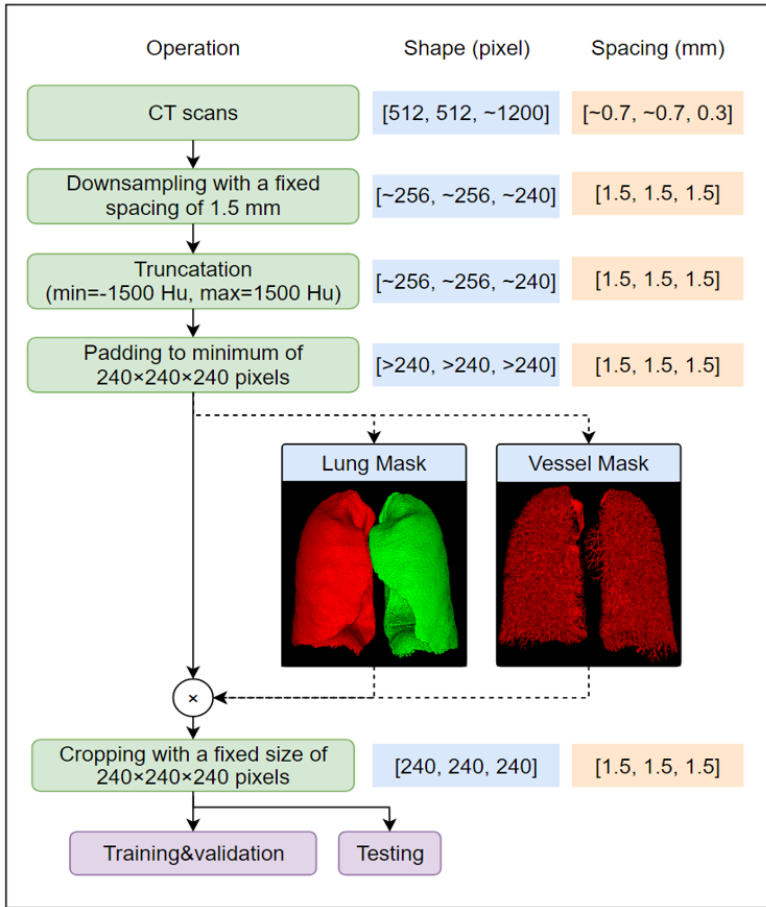 Operation
Shape (pixel)
Spacing (mm)
CT scans
[512, 512, ~1200]
[~0.7, ~0.7, 0.3]
Downsampling with a fixed
spacing of 1.5 mm
[~256, ~256, ~240]
[1.5, 1.5, 1.5]
Truncatation
(min=-1500 Hu, max=1500 Hu)
[~256, ~256, ~240]
[1.5, 1.5, 1.5]
Padding to minimum of
240×240×240 pixels
[>240, >240, >240]
[1.5, 1.5, 1.5]
Lung Mask
Vessel Mask
×
Cropping with a fixed size of
240×240×240 pixels
[240, 240, 240]
[1.5, 1.5, 1.5]
Training&validation
Testing